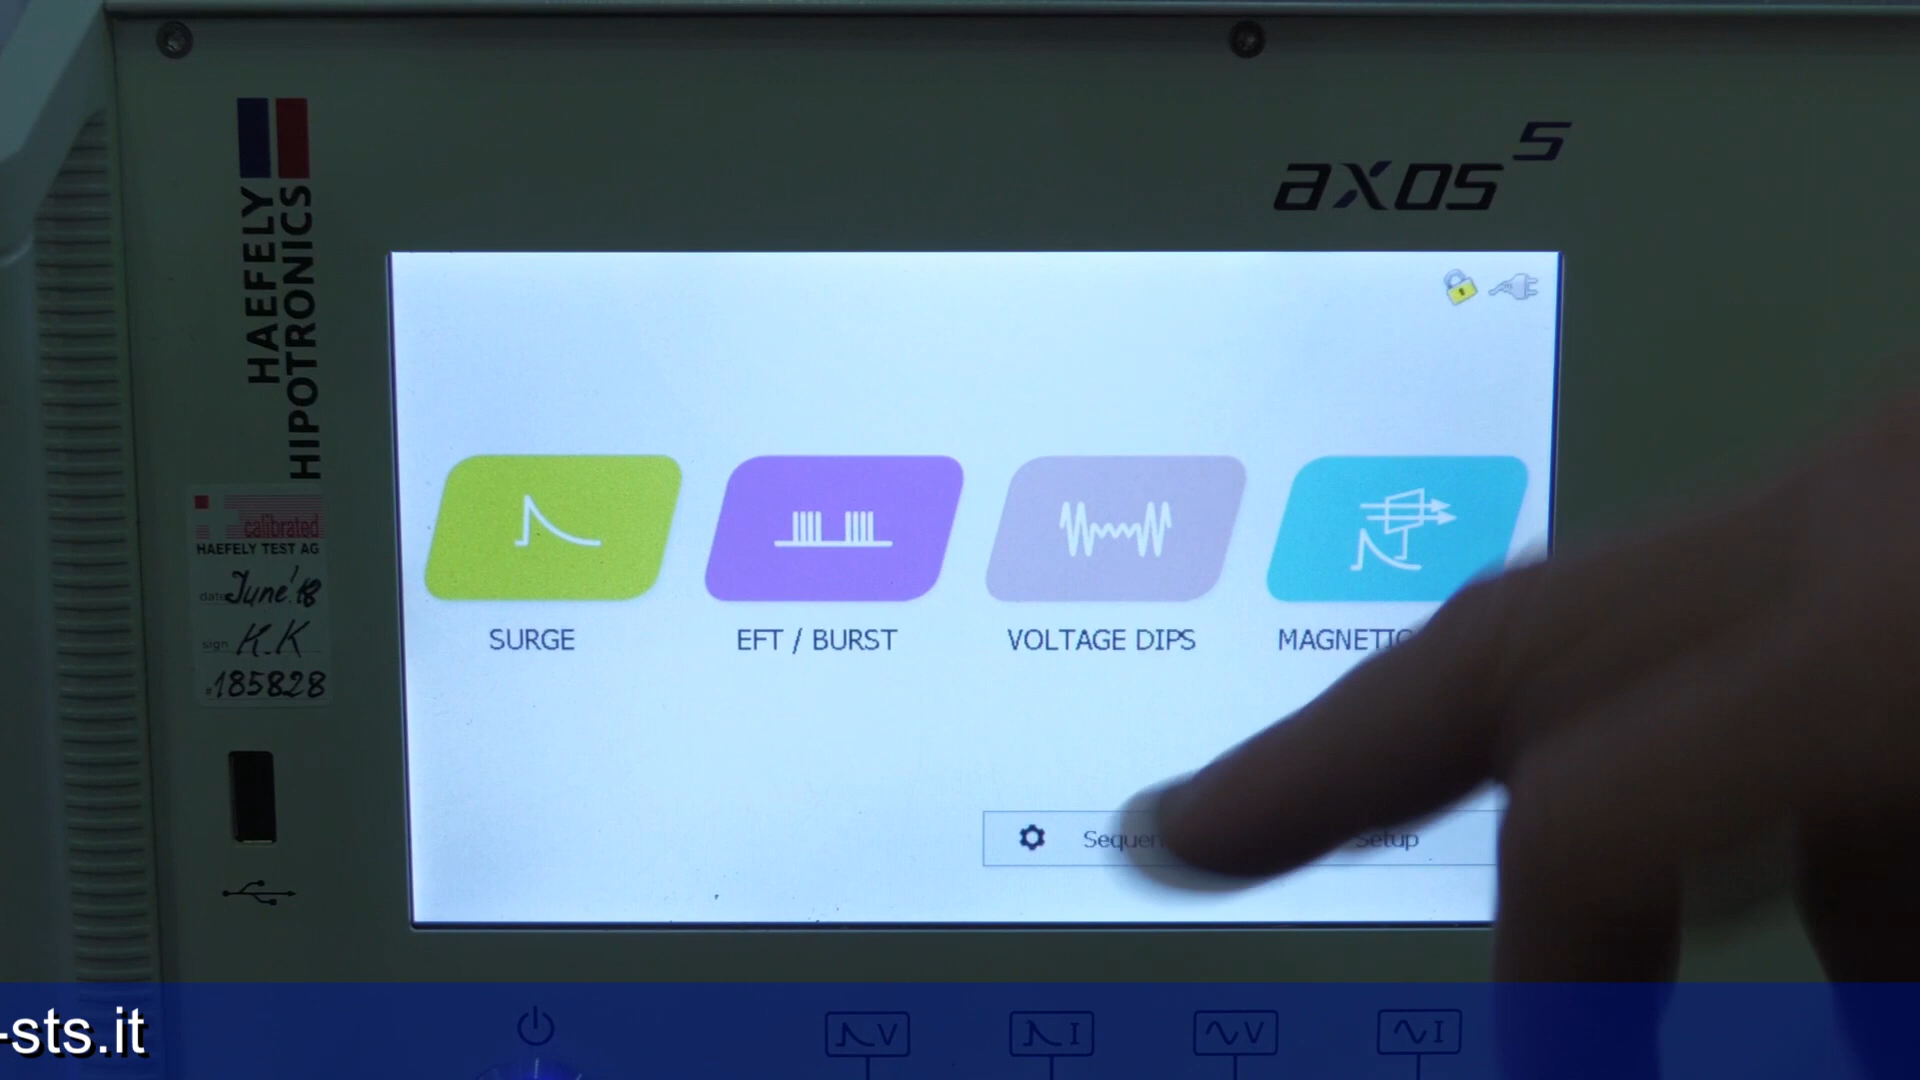 HAEFELY
HIPOTRONICS
axos5
calibrated
HAEFELY TEST AG
date June'18
sign K.K
185828
SURGE
EFT / BURST
VOLTAGE DIPS
MAGNETIC
Setup
-sts.it
V
I
V
I